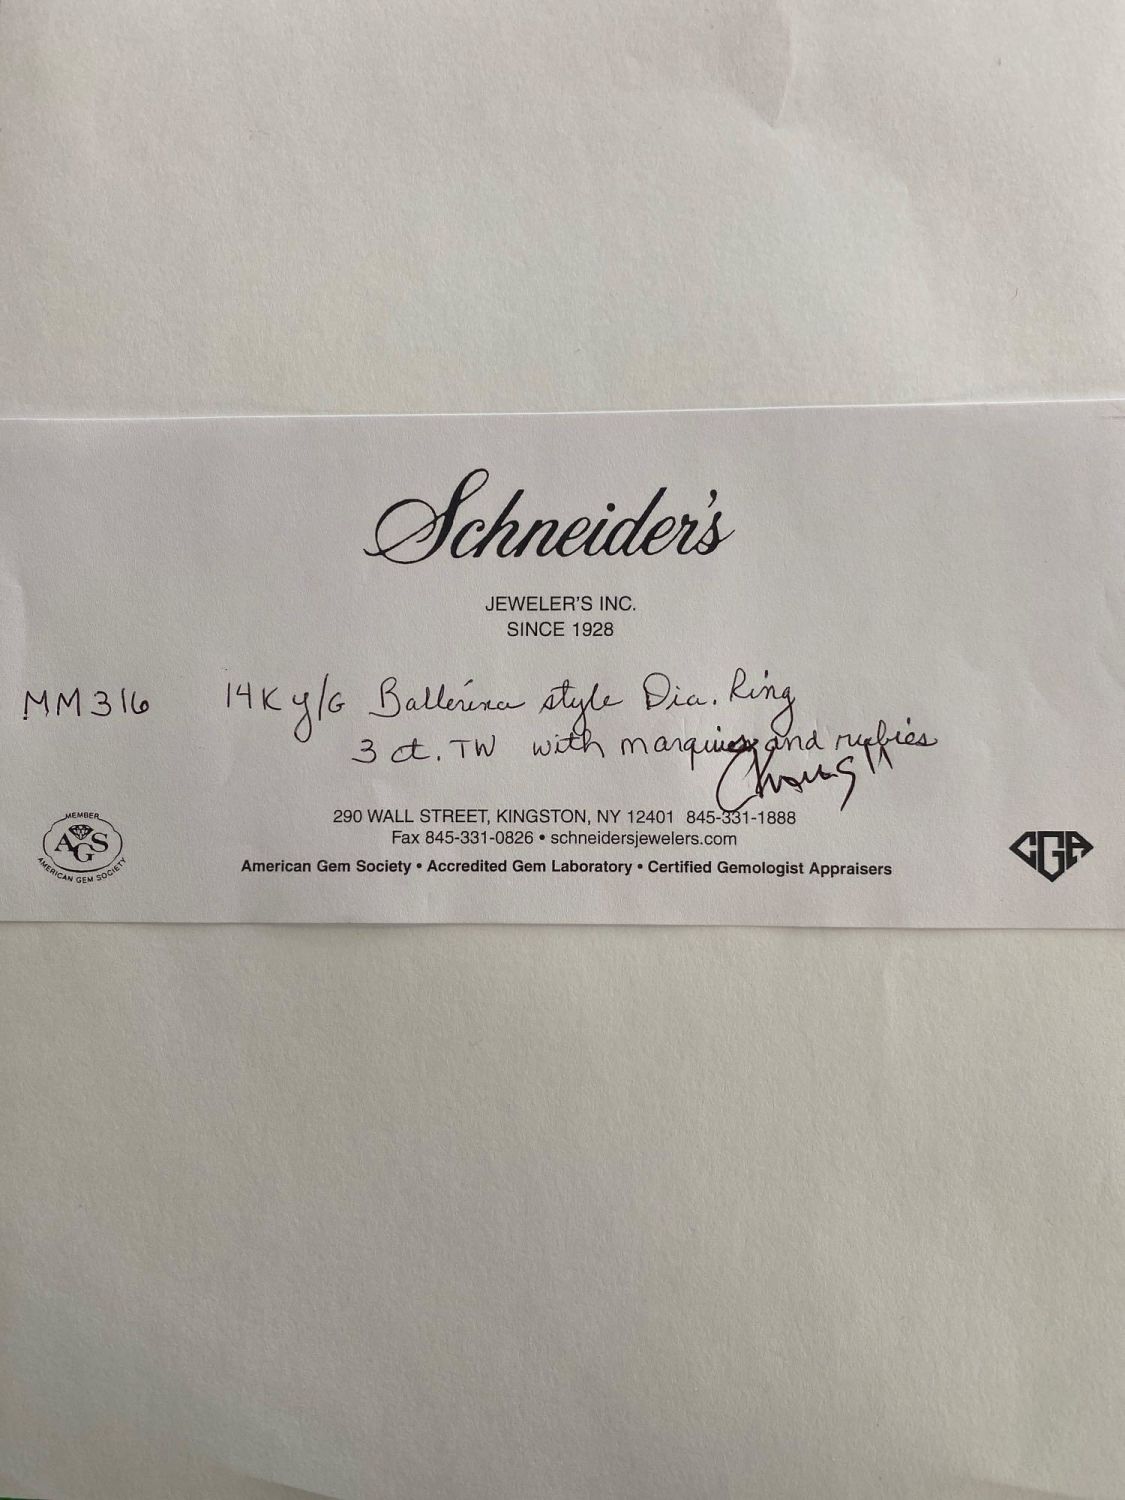 Schneider's
JEWELER'S INC.
SINCE 1928
MM316 14K y/G Ballerina style Dia. Ring
3 ct. TW with marquies and rubies
290 WALL STREET, KINGSTON, NY 12401 845-331-1888
Fax 845-331-0826 • schneidersjewelers.com
American Gem Society • Accredited Gem Laboratory • Certified Gemologist Appraisers
MEMBER
AGS
AMERICAN GEM SOCIETY
CGA